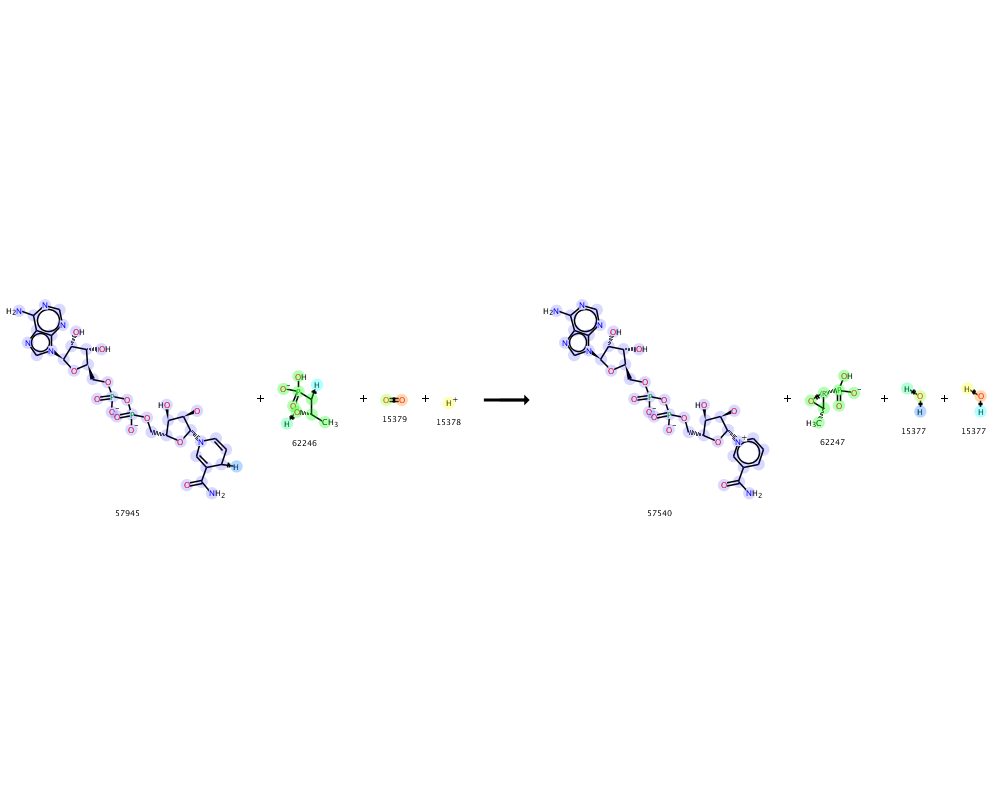 H₂N N N N N OH OH O O P O⁻ O O P O O⁻ O HO O O N H O NH₂
57945
+
OH O⁻ P O H O H CH₃
62246
+
O O
15379
+
H⁺
15378
H₂N N N N N OH OH O O P O⁻ O O P O O⁻ O HO O O N⁺ O NH₂
57540
+
OH P O⁻ O O H₃C
62247
+
H O H
15377
+
H O H
15377